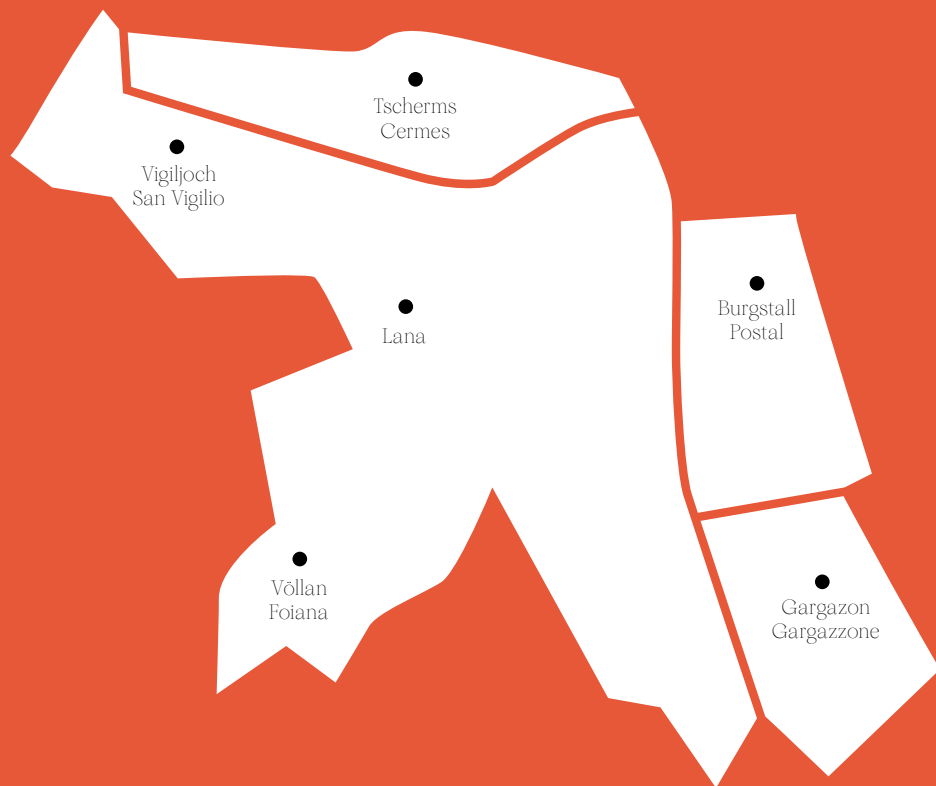 Tscherms
Cermes
Vigiljoch
San Vigilio
Burgstall
Postal
Lana
Völlan
Foiana
Gargazon
Gargazzone